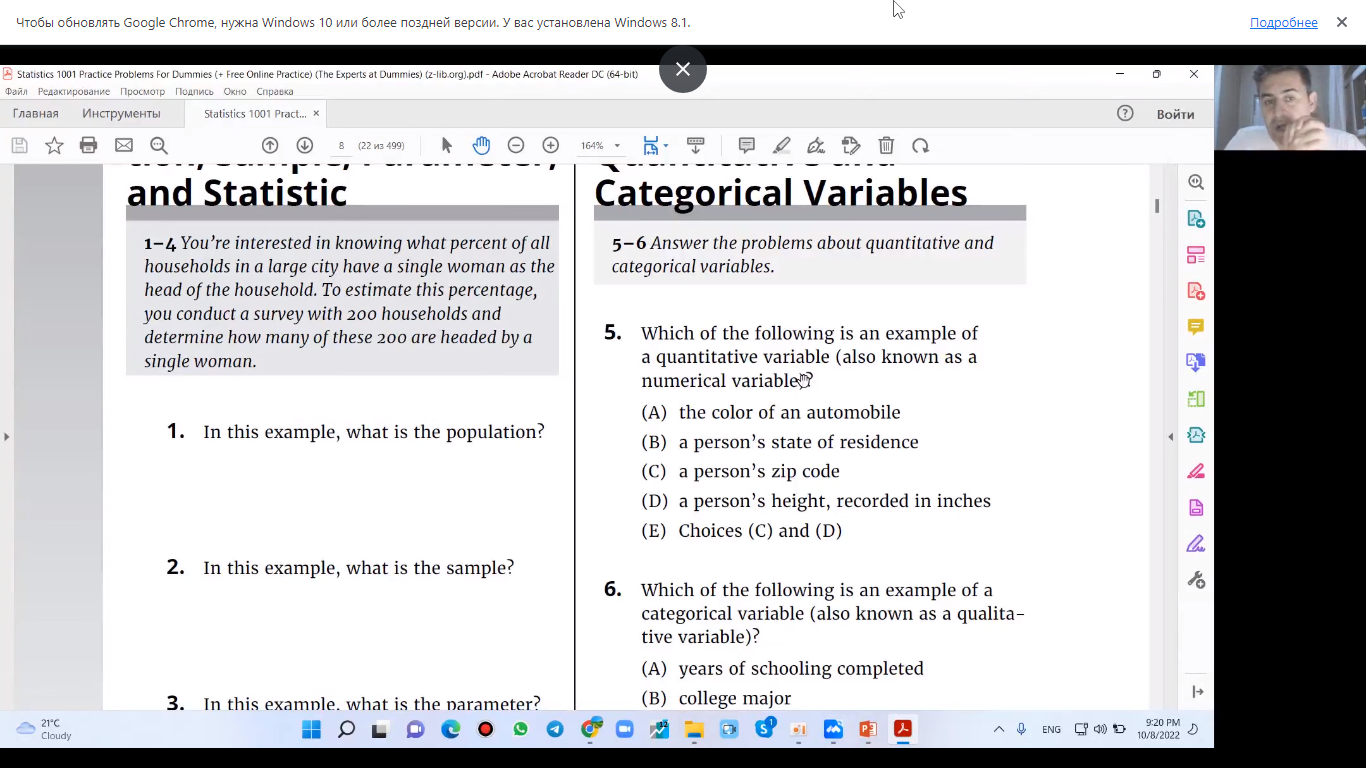 Чтобы обновлять Google Chrome, нужна Windows 10 или более поздней версии. У вас установлена Windows 8.1.
Подробнее
Statistics 1001 Practice Problems For Dummies (+ Free Online Practice) (The Experts at Dummies) (z-lib.org).pdf - Adobe Acrobat Reader DC (64-bit)
Файл Редактирование Просмотр Подпись Окно Справка
Главная Инструменты Statistics 1001 Pract... Войти
8 (22 из 499) 164%
and Statistic
1–4 You’re interested in knowing what percent of all
households in a large city have a single woman as the
head of the household. To estimate this percentage,
you conduct a survey with 200 households and
determine how many of these 200 are headed by a
single woman.
1. In this example, what is the population?
2. In this example, what is the sample?
3. In this example, what is the parameter?
Categorical Variables
5–6 Answer the problems about quantitative and
categorical variables.
5. Which of the following is an example of
a quantitative variable (also known as a
numerical variable)?
(A) the color of an automobile
(B) a person’s state of residence
(C) a person’s zip code
(D) a person’s height, recorded in inches
(E) Choices (C) and (D)
6. Which of the following is an example of a
categorical variable (also known as a qualita-
tive variable)?
(A) years of schooling completed
(B) college major
21°C
Cloudy
ENG
9:20 PM
10/8/2022